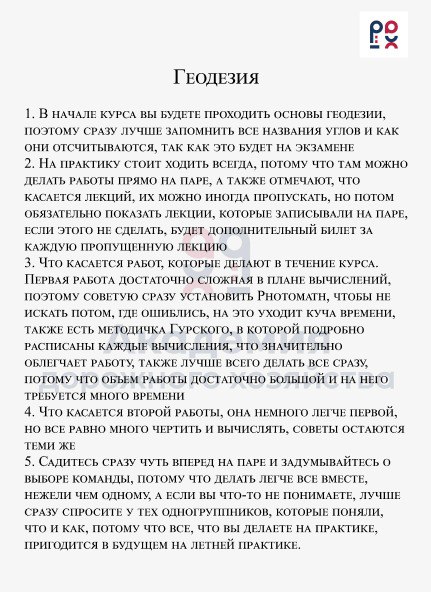 Геодезия
1. В начале курса вы будете проходить основы геодезии,
поэтому сразу лучше запомнить все названия углов и как
они отсчитываются, так как это будет на экзамене
2. На практику стоит ходить всегда, потому что там можно
делать работы прямо на паре, а также отмечают, что
касается лекций, их можно иногда пропускать, но потом
обязательно показать лекции, которые записывали на паре,
если этого не сделать, будет дополнительный билет за
каждую пропущенную лекцию
3. Что касается работ, которые делают в течение курса.
Первая работа достаточно сложная в плане вычислений,
поэтому советую сразу установить Photomath, чтобы не
искать потом, где ошиблись, на это уходит куча времени,
также есть методичка Гурского, в которой подробно
расписаны каждые вычисления, что значительно
облегчает работу, также лучше всего делать все сразу,
потому что объем работы достаточно большой и на него
требуется много времени
4. Что касается второй работы, она немного легче первой,
но все равно много чертить и вычислять, советы остаются
теми же
5. Садитесь сразу чуть вперед на паре и задумывайтесь о
выборе команды, потому что делать легче все вместе,
нежели чем одному, а если вы что-то не понимаете, лучше
сразу спросите у тех одногруппников, которые поняли,
что и как, потому что все, что вы делаете на практике,
пригодится в будущем на летней практике.
Академия
дорожного хозяйства